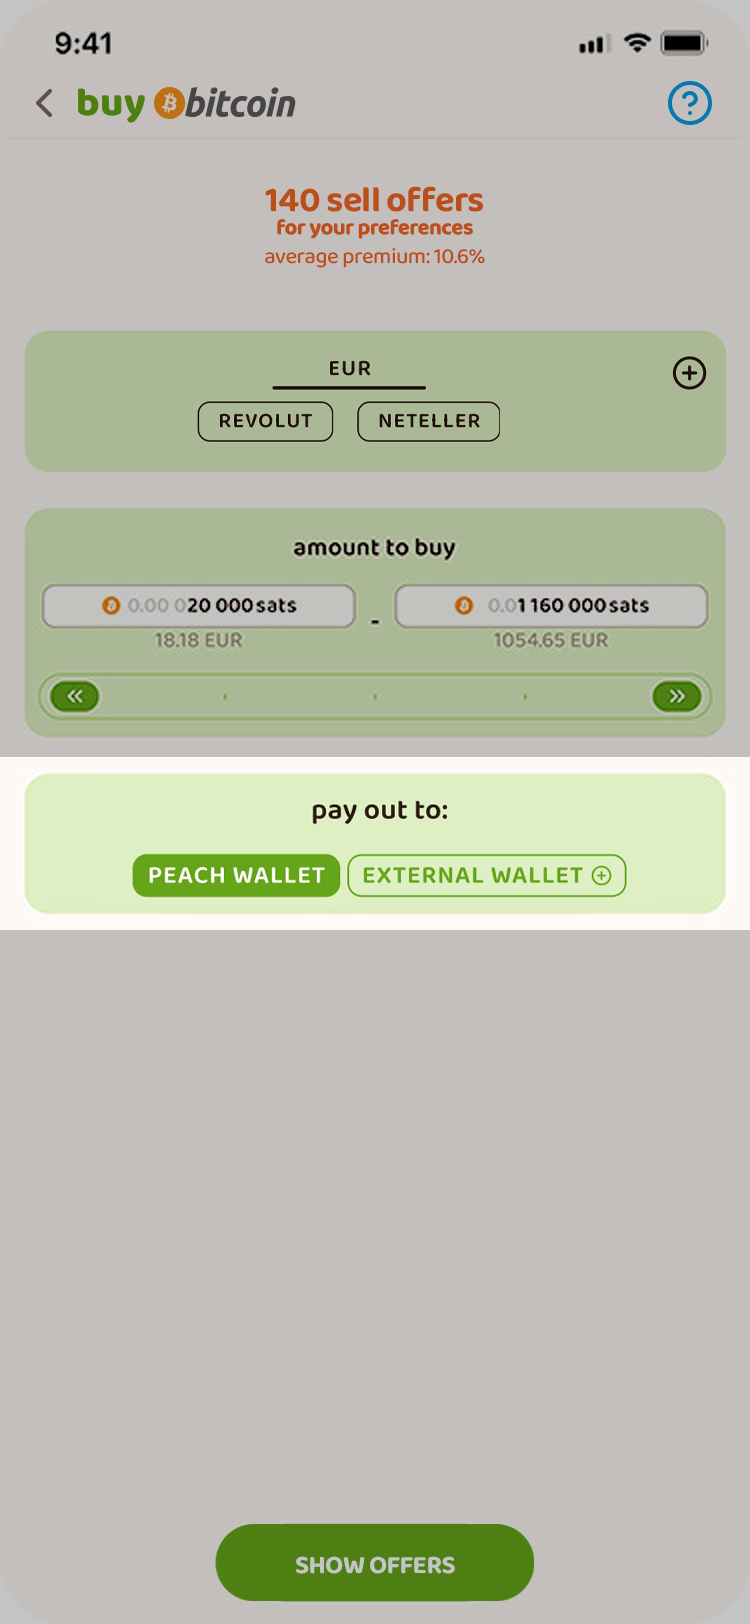 9:41
buy bitcoin
140 sell offers
for your preferences
average premium: 10.6%
EUR
REVOLUT NETELLER
amount to buy
0.00 020 000 sats - 0.01 160 000 sats
18.18 EUR 1054.65 EUR
pay out to:
PEACH WALLET EXTERNAL WALLET
SHOW OFFERS